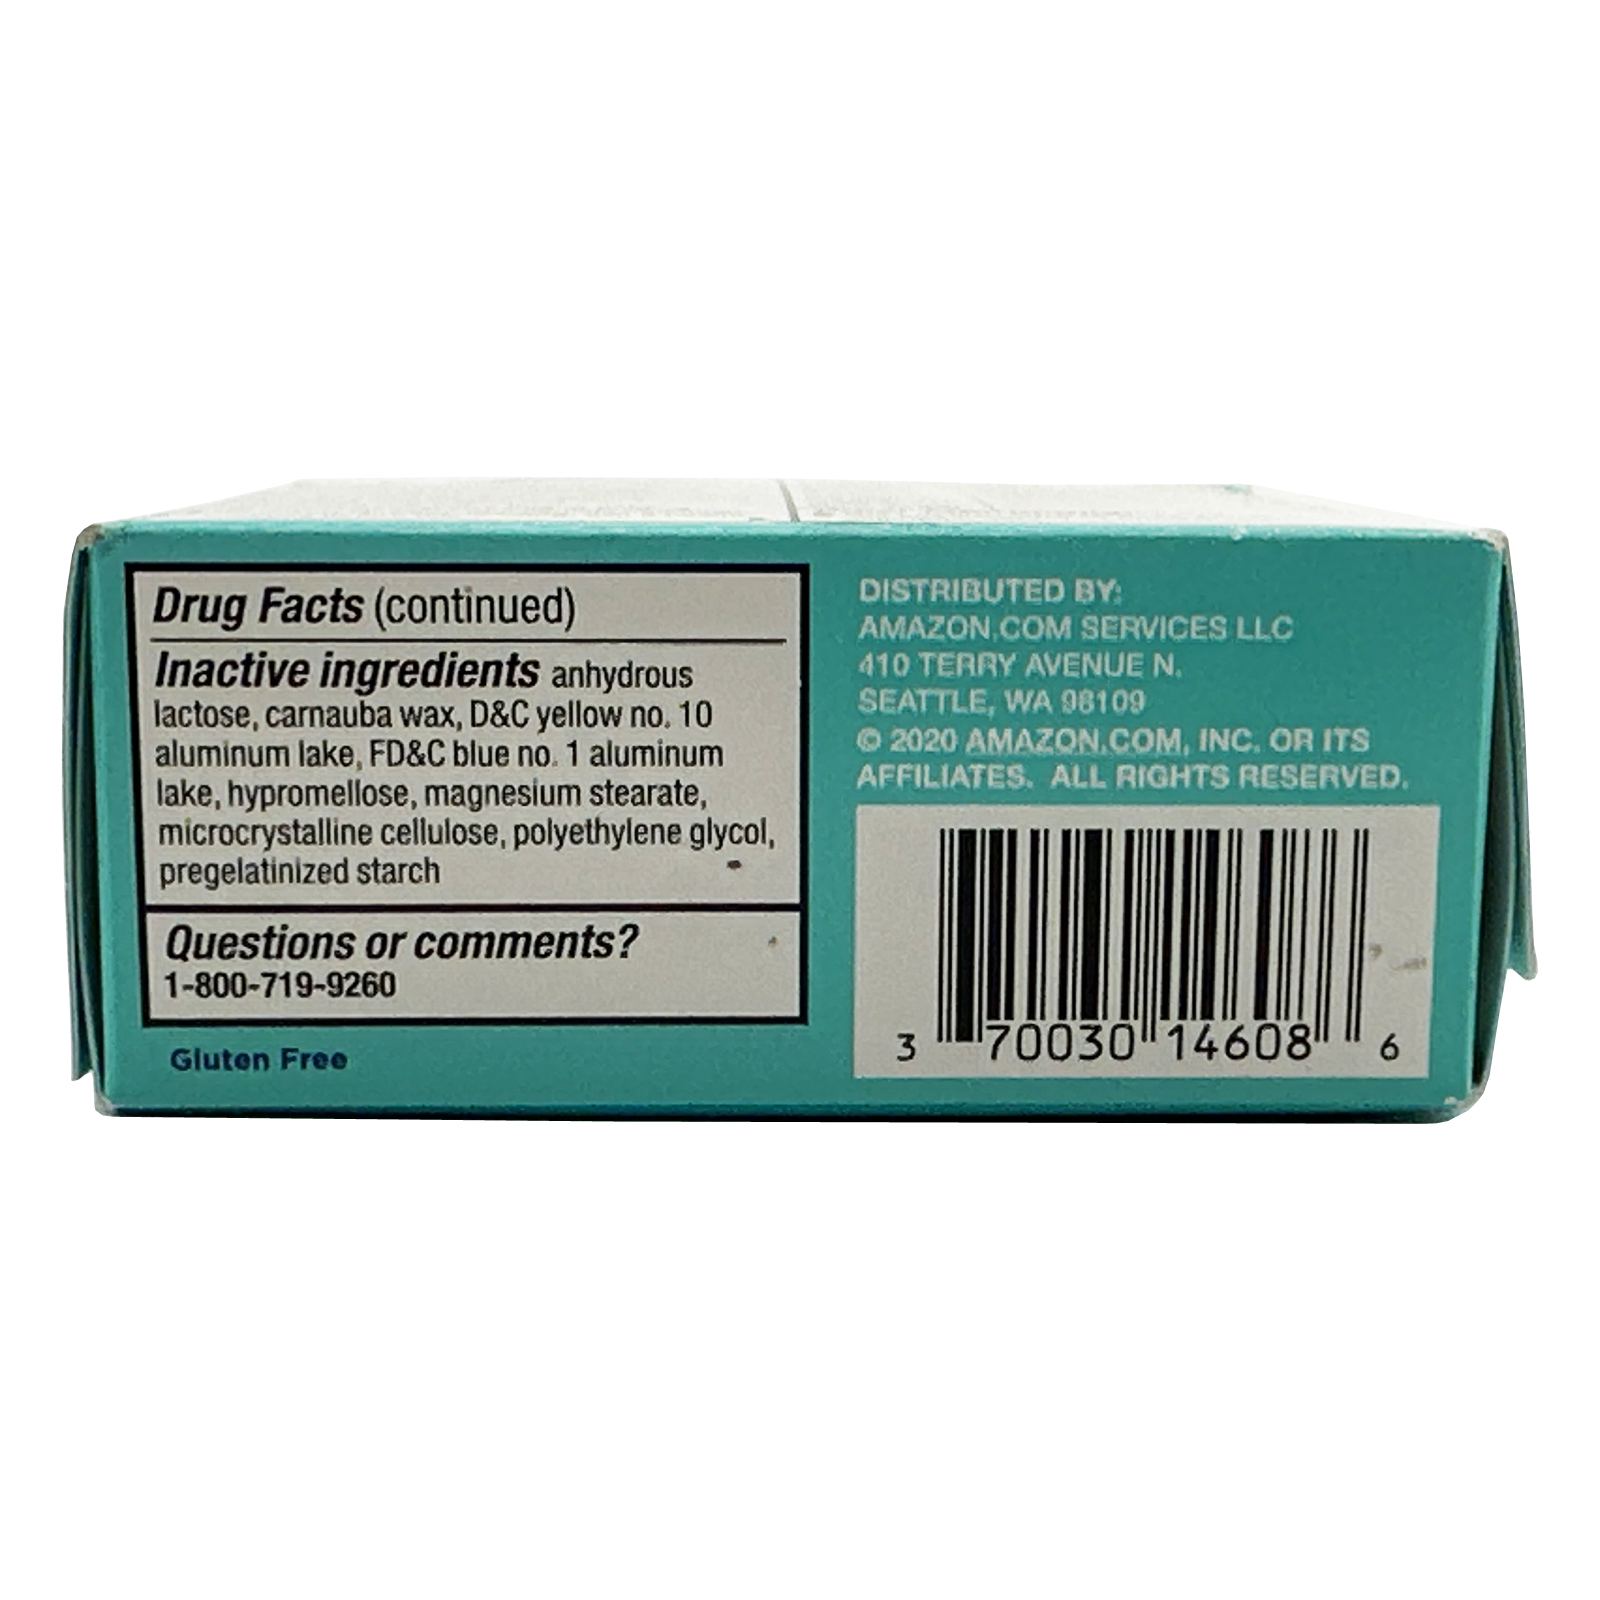 Drug Facts (continued)
Inactive ingredients anhydrous
lactose, carnauba wax, D&C yellow no. 10
aluminum lake, FD&C blue no. 1 aluminum
lake, hypromellose, magnesium stearate,
microcrystalline cellulose, polyethylene glycol,
pregelatinized starch
Questions or comments?
1-800-719-9260
Gluten Free
DISTRIBUTED BY:
AMAZON.COM SERVICES LLC
410 TERRY AVENUE N.
SEATTLE, WA 98109
© 2020 AMAZON.COM, INC. OR ITS
AFFILIATES. ALL RIGHTS RESERVED.
3 70030 14608 6